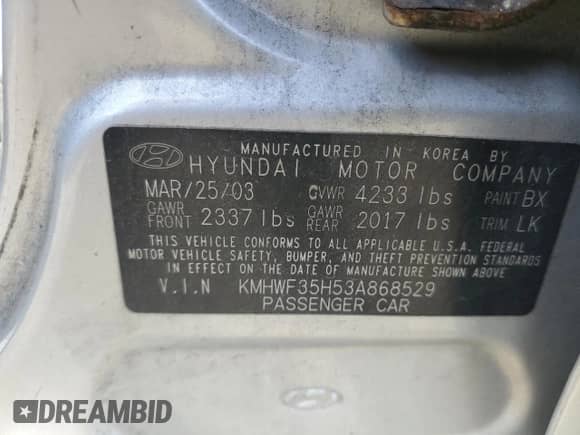 MANUFACTURED IN KOREA BY
HYUNDAI MOTOR COMPANY
MAR/25/03 GVWR 4233 lbs PAINT BX
GAWR FRONT 2337 lbs GAWR REAR 2017 lbs TRIM LK
THIS VEHICLE CONFORMS TO ALL APPLICABLE U.S.A. FEDERAL
MOTOR VEHICLE SAFETY, BUMPER, AND THEFT PREVENTION STANDARDS
IN EFFECT ON THE DATE OF MANUFACTURE SHOWN ABOVE.
V.I.N KMHWF35H53A868529
PASSENGER CAR
DREAMBID